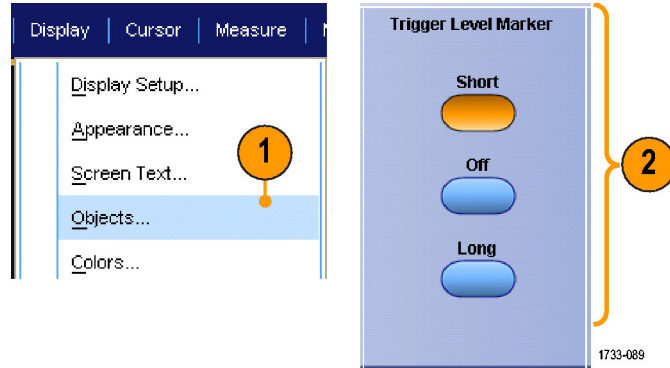 Display Cursor Measure
Display Setup...
Appearance...
Screen Text...
Objects...
Colors...
1
Trigger Level Marker
Short
Off
Long
2
1733-089